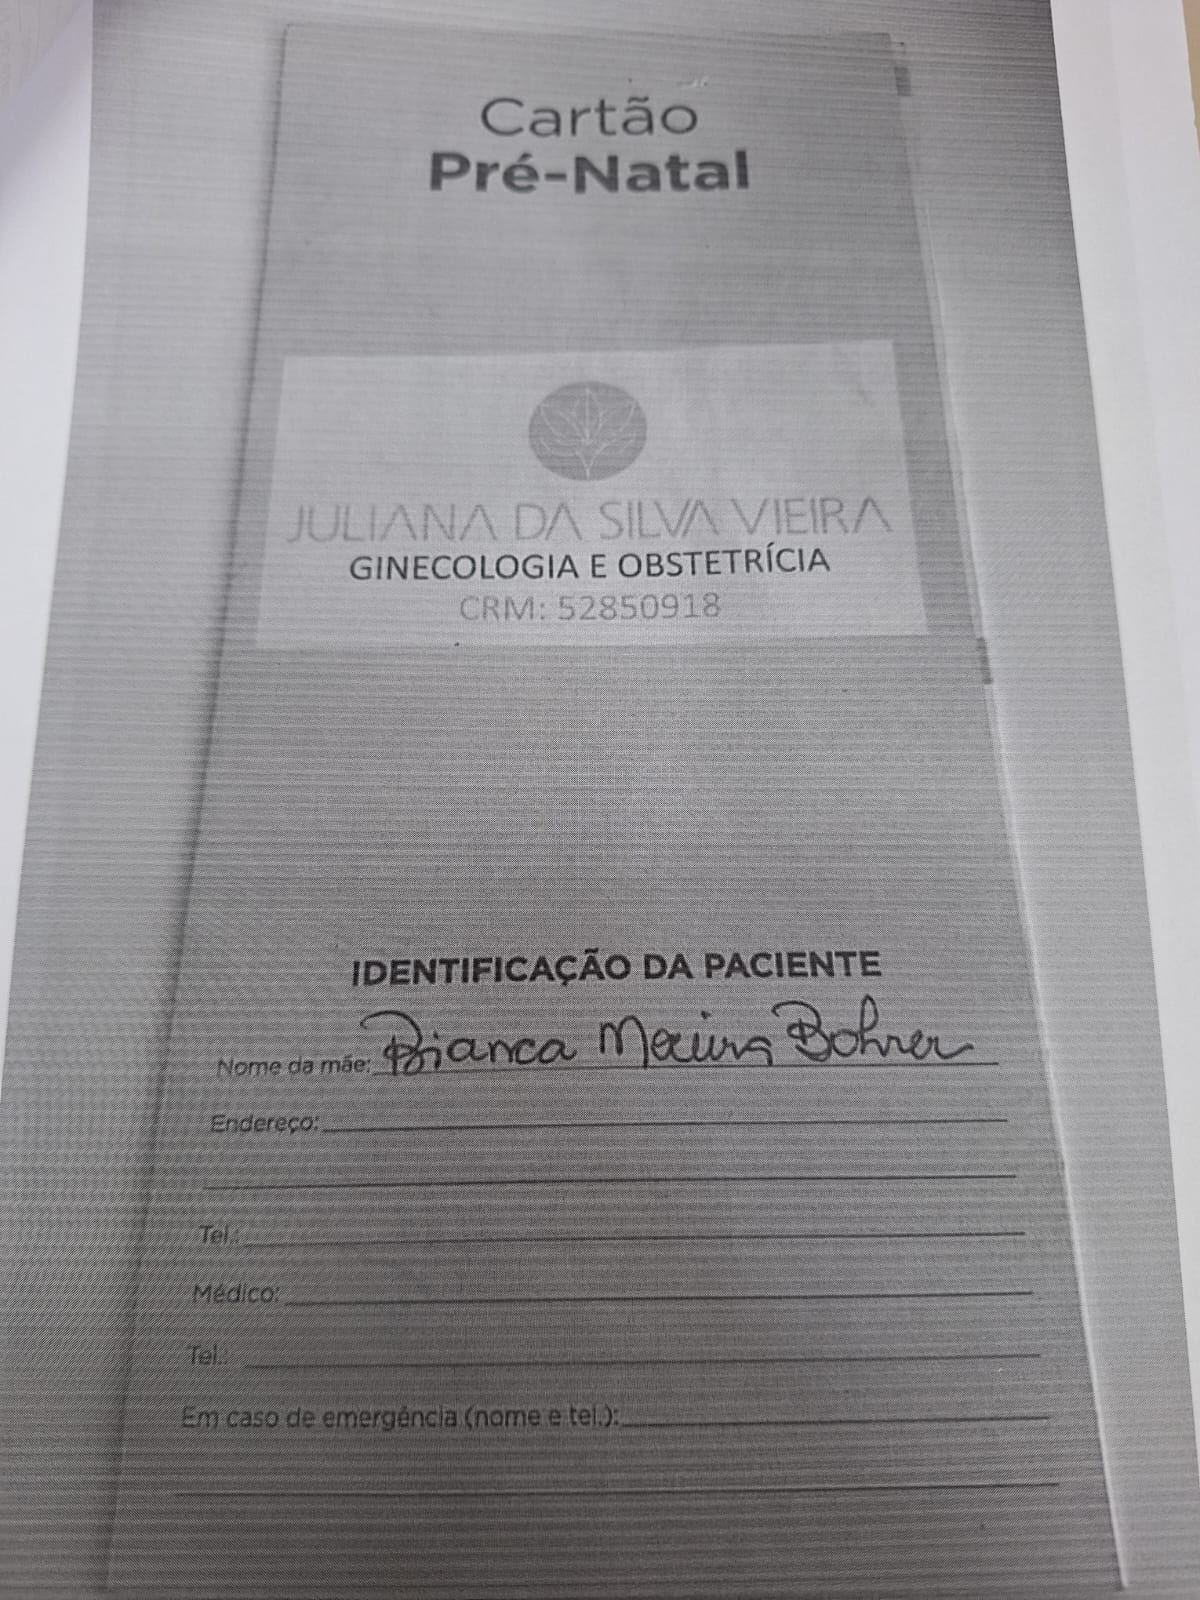 Cartão
Pré-Natal
JULIANA DA SILVA VIEIRA
GINECOLOGIA E OBSTETRÍCIA
CRM: 52850918
IDENTIFICAÇÃO DA PACIENTE
Nome da mãe: Bianca Bohrer
Endereço:
Tel.:
Médico:
Tel.:
Em caso de emergência (nome e tel.):